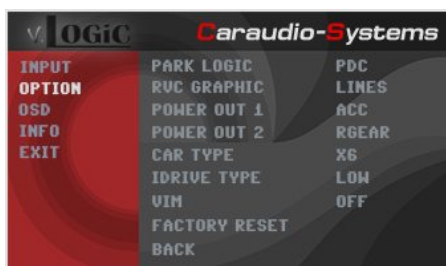 V.LOGiC
Caraudio-Systems
INPUT
OPTION
OSD
INFO
EXIT
PARK LOGIC PDC
RVC GRAPHIC LINES
POWER OUT 1 ACC
POWER OUT 2 RGEAR
CAR TYPE X6
IDRIVE TYPE LOW
VIM OFF
FACTORY RESET
BACK